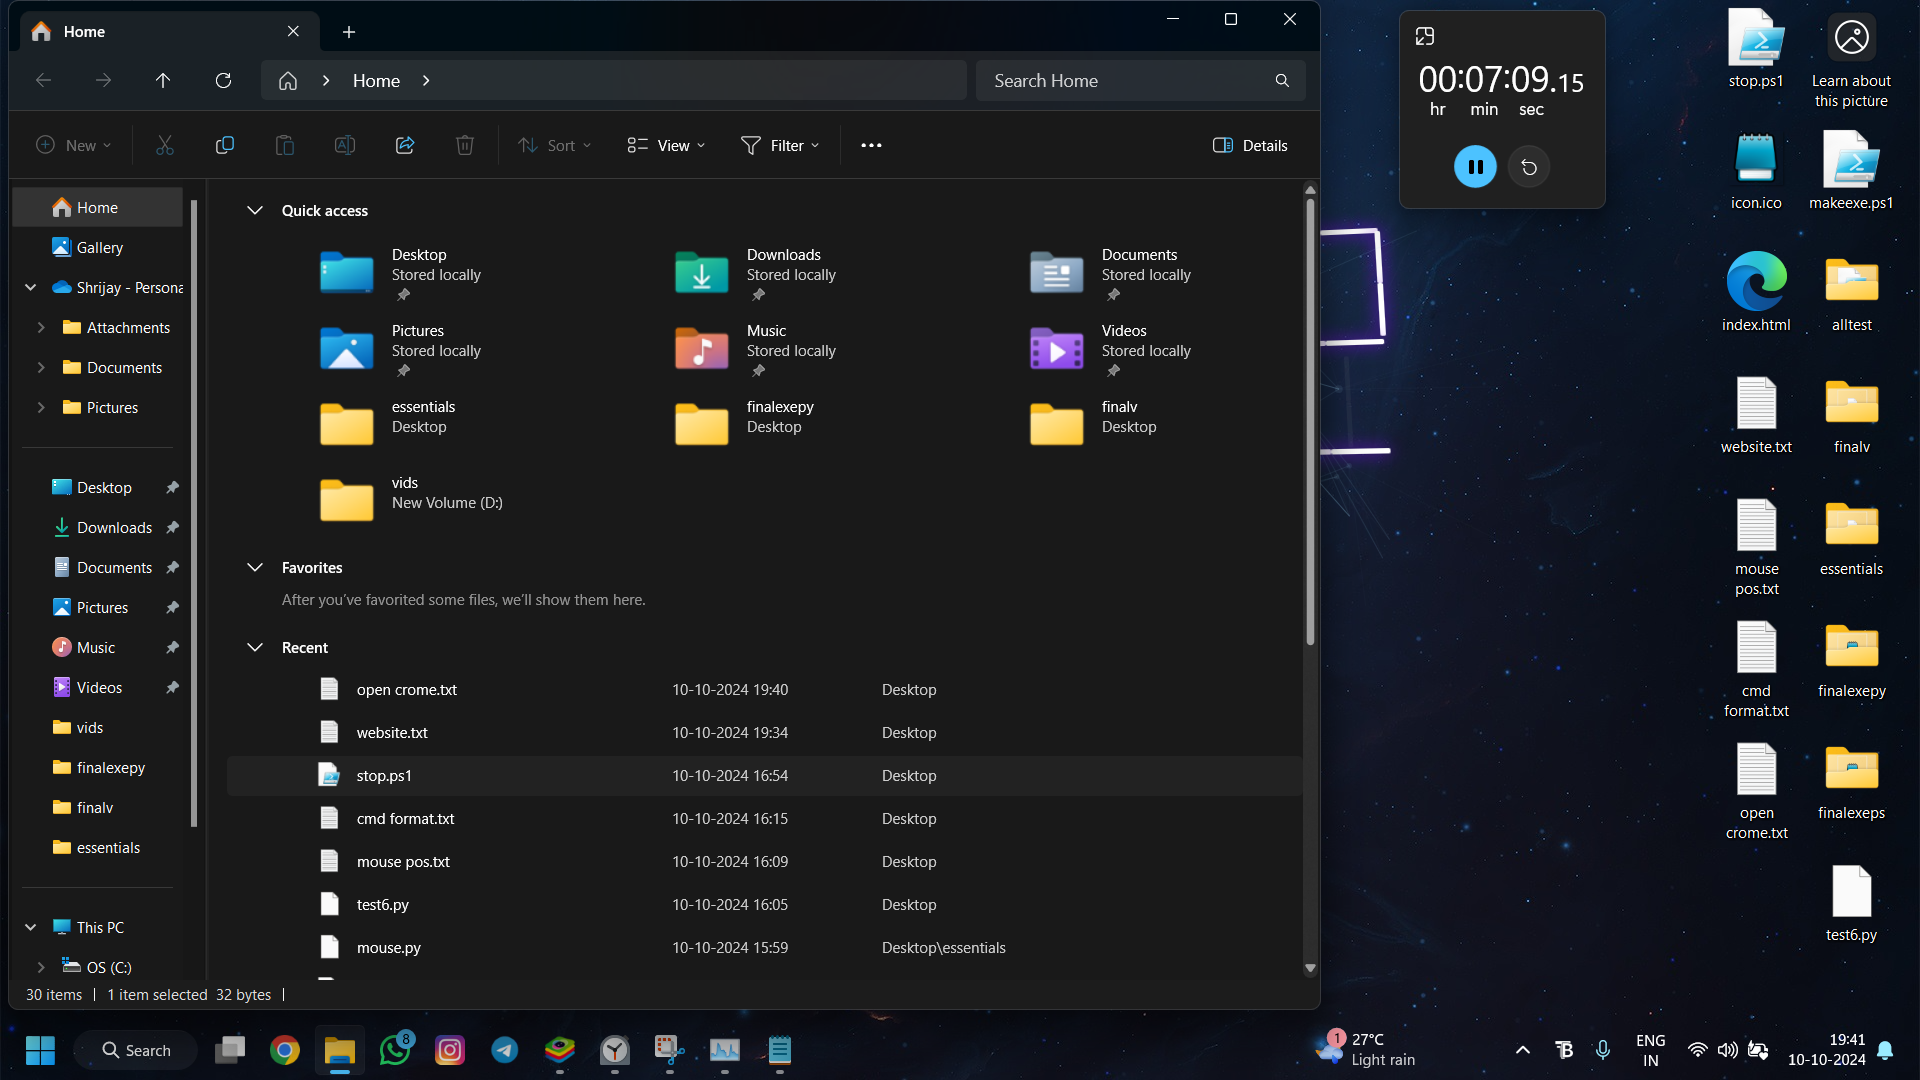 Home
Home
Search Home
New
Sort
View
Filter
Details
Home
Gallery
Shrijay - Persona
Attachments
Documents
Pictures
Desktop
Downloads
Documents
Pictures
Music
Videos
vids
finalexepy
finalv
essentials
This PC
OS (C:)
Quick access
Desktop
Stored locally
Downloads
Stored locally
Documents
Stored locally
Pictures
Stored locally
Music
Stored locally
Videos
Stored locally
essentials
Desktop
finalexepy
Desktop
finalv
Desktop
vids
New Volume (D:)
Favorites
After you've favorited some files, we'll show them here.
Recent
open crome.txt 10-10-2024 19:40 Desktop
website.txt 10-10-2024 19:34 Desktop
stop.ps1 10-10-2024 16:54 Desktop
cmd format.txt 10-10-2024 16:15 Desktop
mouse pos.txt 10-10-2024 16:09 Desktop
test6.py 10-10-2024 16:05 Desktop
mouse.py 10-10-2024 15:59 Desktop\essentials
30 items 1 item selected 32 bytes
00:07:09.15
hr min sec
stop.ps1
Learn about
this picture
icon.ico
makeexe.ps1
index.html
alltest
website.txt
finalv
mouse
pos.txt
essentials
cmd
format.txt
finalexepy
open
crome.txt
finalexeps
test6.py
Search
8
1
27°C
Light rain
ENG
IN
19:41
10-10-2024